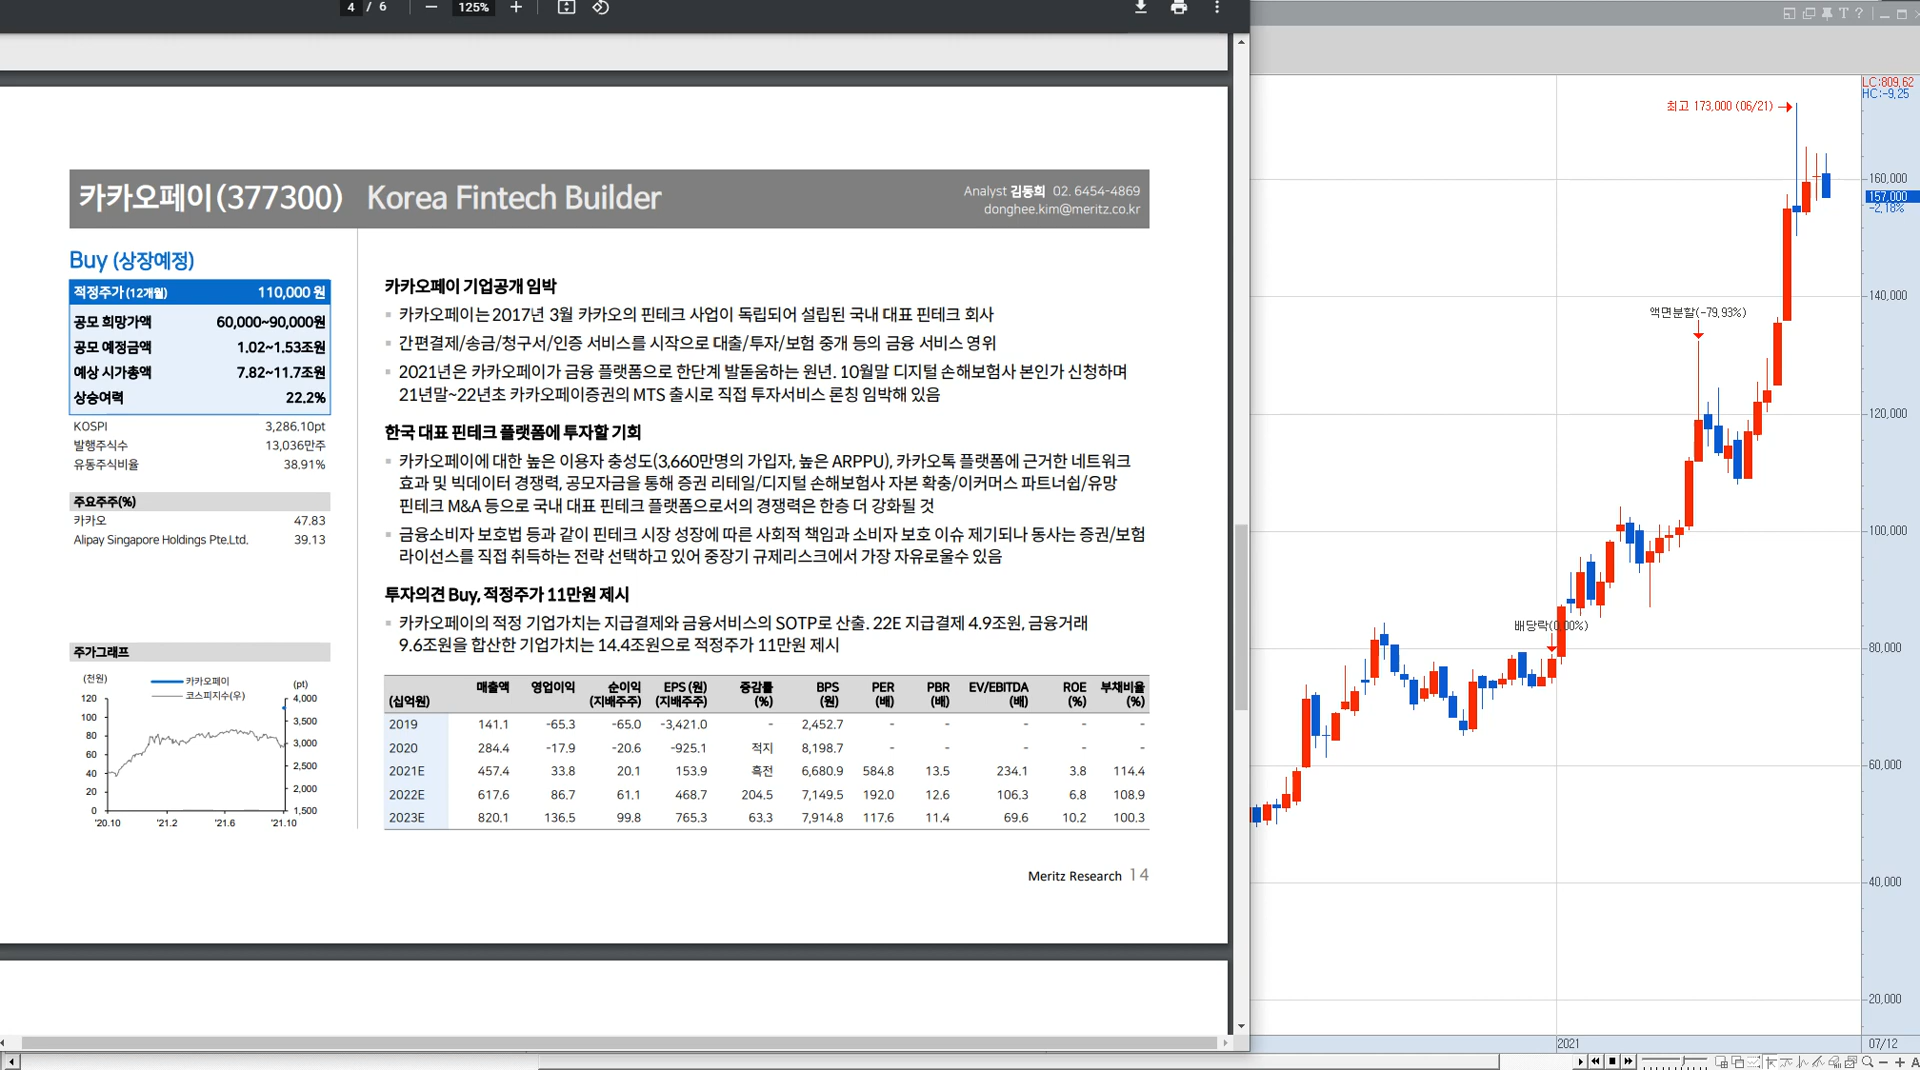 4 / 6
125%
카카오페이(377300) Korea Fintech Builder
Analyst 김동희 02. 6454-4869
donghee.kim@meritz.co.kr
Buy (상장예정)
적정주가 (12개월) 110,000 원
공모 희망가액 60,000~90,000원
공모 예정금액 1.02~1.53조원
예상 시가총액 7.82~11.7조원
상승여력 22.2%
KOSPI 3,286.10pt
발행주식수 13,036만주
유동주식비율 38.91%
주요주주(%)
카카오 47.83
Alipay Singapore Holdings Pte.Ltd. 39.13
주가그래프
(천원) 카카오페이 (pt)
코스피지수(우)
120 4,000
100 3,500
80 3,000
60 2,500
40 2,000
20
0 1,500
'20.10 '21.2 '21.6 '21.10
카카오페이 기업공개 임박
카카오페이는 2017년 3월 카카오의 핀테크 사업이 독립되어 설립된 국내 대표 핀테크 회사
간편결제/송금/청구서/인증 서비스를 시작으로 대출/투자/보험 중개 등의 금융 서비스 영위
2021년은 카카오페이가 금융 플랫폼으로 한단계 발돋움하는 원년. 10월말 디지털 손해보험사 본인가 신청하며
21년말~22년초 카카오페이증권의 MTS 출시로 직접 투자서비스 론칭 임박해 있음
한국 대표 핀테크 플랫폼에 투자할 기회
카카오페이에 대한 높은 이용자 충성도(3,660만명의 가입자, 높은 ARPPU), 카카오톡 플랫폼에 근거한 네트워크
효과 및 빅데이터 경쟁력, 공모자금을 통해 증권 리테일/디지털 손해보험사 자본 확충/이커머스 파트너쉽/유망
핀테크 M&A 등으로 국내 대표 핀테크 플랫폼으로서의 경쟁력은 한층 더 강화될 것
금융소비자 보호법 등과 같이 핀테크 시장 성장에 따른 사회적 책임과 소비자 보호 이슈 제기되나 동사는 증권/보험
라이선스를 직접 취득하는 전략 선택하고 있어 중장기 규제리스크에서 가장 자유로울수 있음
투자의견 Buy, 적정주가 11만원 제시
카카오페이의 적정 기업가치는 지급결제와 금융서비스의 SOTP로 산출. 22E 지급결제 4.9조원, 금융거래
9.6조원을 합산한 기업가치는 14.4조원으로 적정주가 11만원 제시
매출액 영업이익 순이익 EPS (원) 증감률 BPS PER PBR EV/EBITDA ROE 부채비율
(십억원) (지배주주) (지배주주) (%) (원) (배) (배) (배) (%) (%)
2019 141.1 -65.3 -65.0 -3,421.0 - 2,452.7 - - - - -
2020 284.4 -17.9 -20.6 -925.1 적지 8,198.7 - - - - -
2021E 457.4 33.8 20.1 153.9 흑전 6,680.9 584.8 13.5 234.1 3.8 114.4
2022E 617.6 86.7 61.1 468.7 204.5 7,149.5 192.0 12.6 106.3 6.8 108.9
2023E 820.1 136.5 99.8 765.3 63.3 7,914.8 117.6 11.4 69.6 10.2 100.3
Meritz Research 14
LC:809,62
HC:-9,25
최고 173,000 (06/21)
160,000
157,000
-2,18%
140,000
액면분할(-79,93%)
120,000
100,000
배당락(0,00%)
80,000
60,000
40,000
20,000
2021 07/12